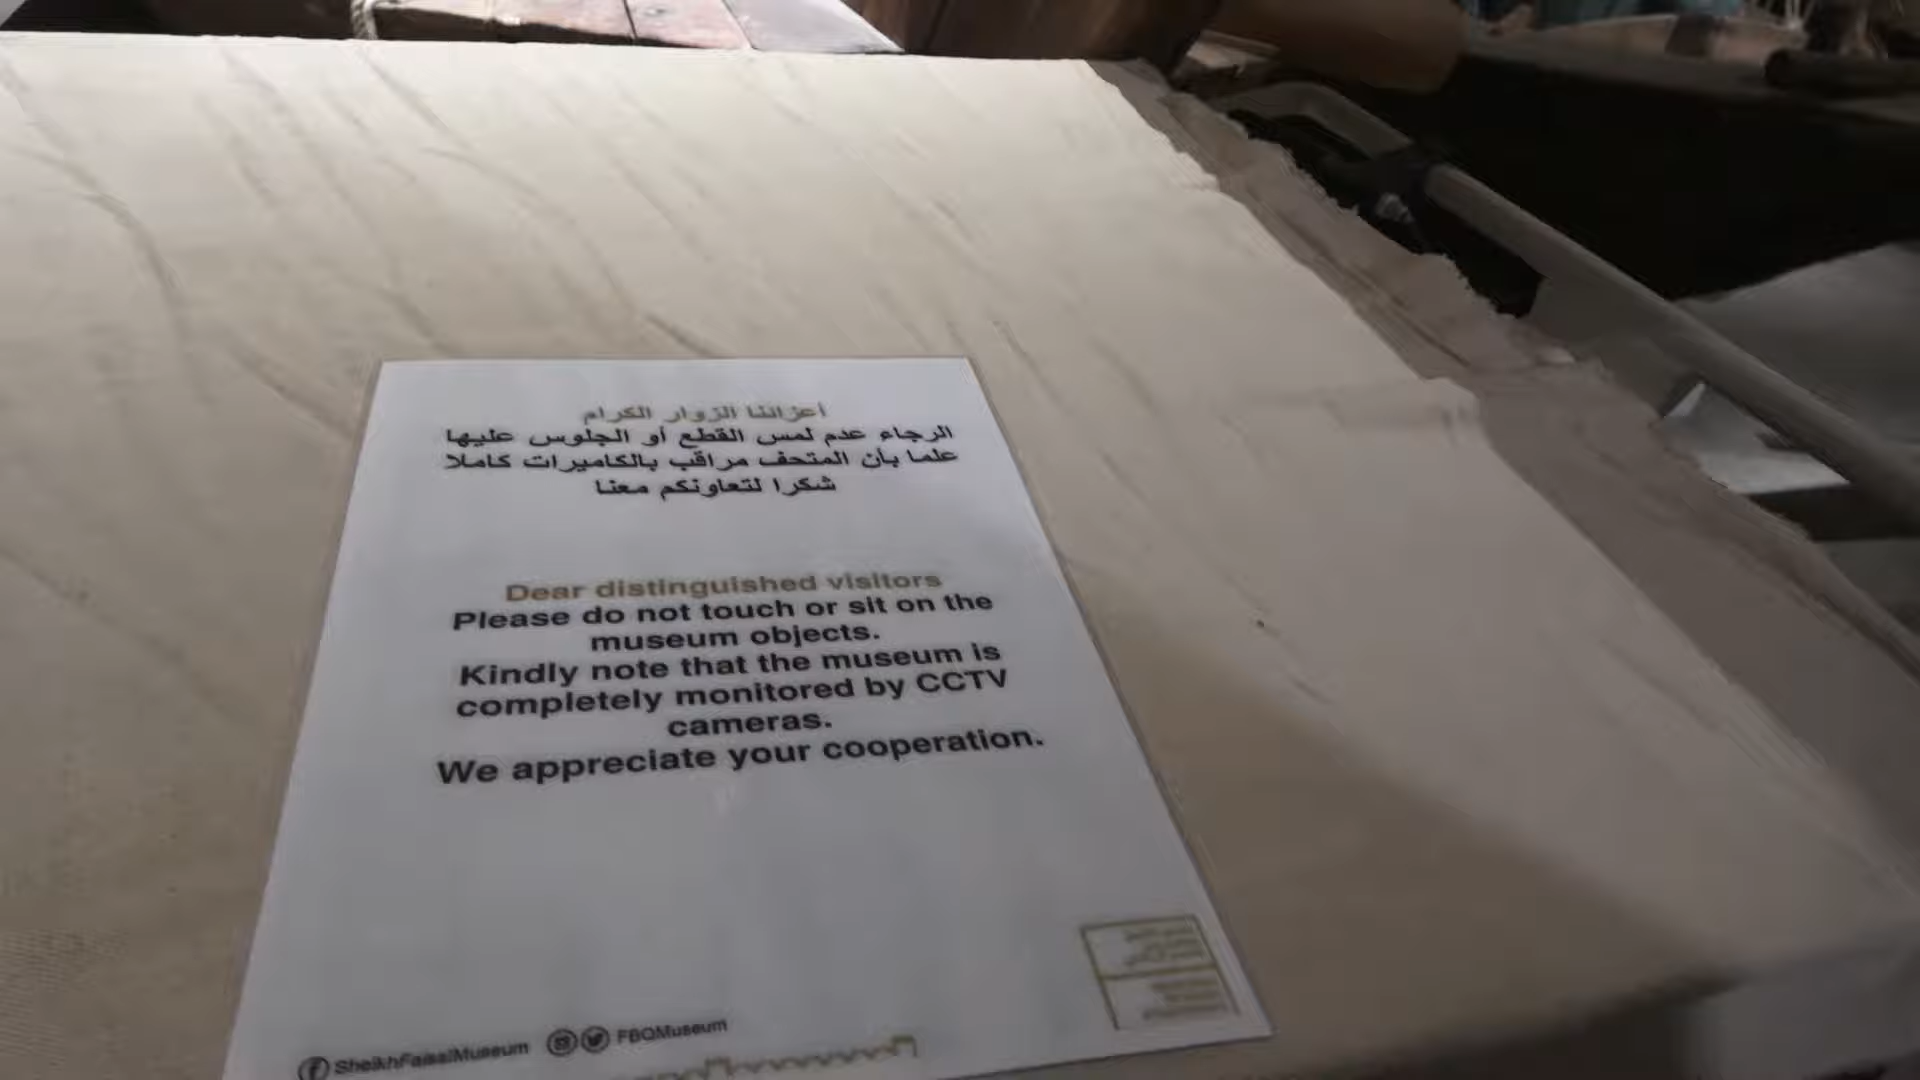 أعزائنا الزوار الكرام
الرجاء عدم لمس القطع أو الجلوس عليها
علما بأن المتحف مراقب بالكاميرات كاملا
شكرا لتعاونكم معنا
Dear distinguished visitors
Please do not touch or sit on the
museum objects.
Kindly note that the museum is
completely monitored by CCTV
cameras.
We appreciate your cooperation.
SheikhFaisalMuseum FBQMuseum